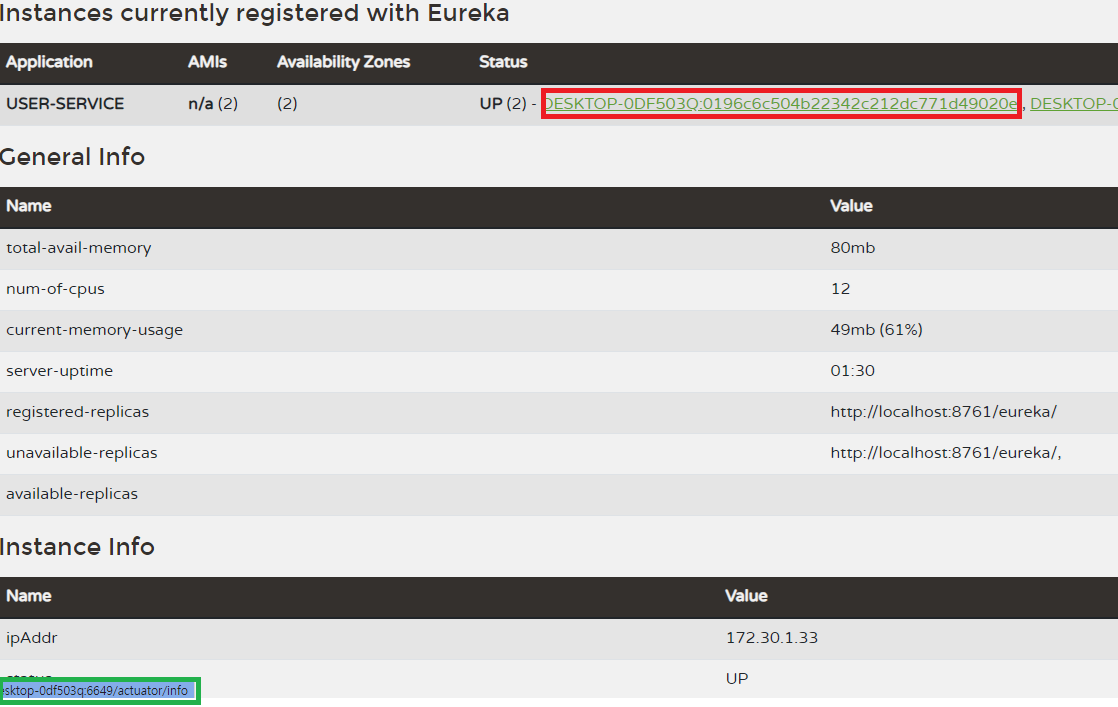 Instances currently registered with Eureka
Application AMIs Availability Zones Status
USER-SERVICE n/a (2) (2) UP (2) - DESKTOP-0DF503Q:0196c6c504b22342c212dc771d49020e , DESKTOP-0
General Info
Name Value
total-avail-memory 80mb
num-of-cpus 12
current-memory-usage 49mb (61%)
server-uptime 01:30
registered-replicas http://localhost:8761/eureka/
unavailable-replicas http://localhost:8761/eureka/,
available-replicas
Instance Info
Name Value
ipAddr 172.30.1.33
status UP
esktop-0df503q:6649/actuator/info